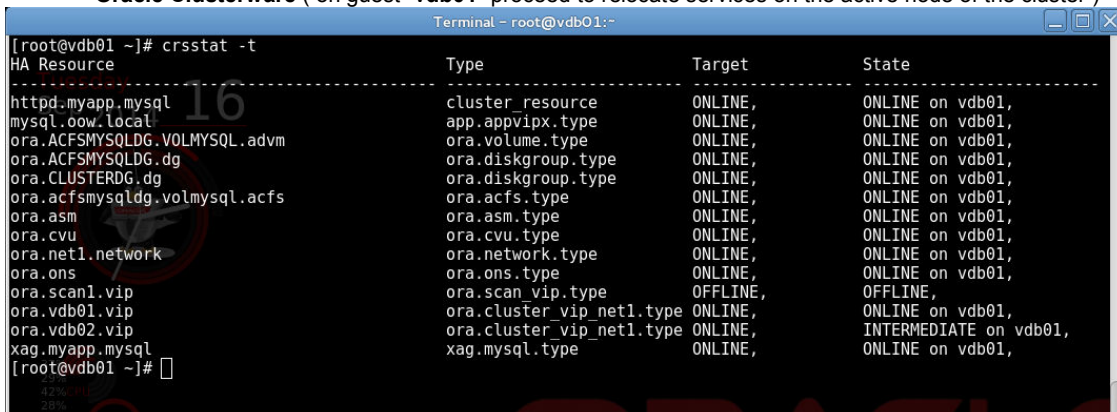 Oracle Clusterware ( on guest "vdb01" proceed to relocate services on the active node of the cluster )
Terminal – root@vdb01:~
[root@vdb01 ~]# crsstat -t
HA Resource Type Target State
httpd.myapp.mysql cluster_resource ONLINE, ONLINE on vdb01,
mysql.oow.local app.appvipx.type ONLINE, ONLINE on vdb01,
ora.ACFSMYSQLDG.VOLMYSQL.advm ora.volume.type ONLINE, ONLINE on vdb01,
ora.ACFSMYSQLDG.dg ora.diskgroup.type ONLINE, ONLINE on vdb01,
ora.CLUSTERDG.dg ora.diskgroup.type ONLINE, ONLINE on vdb01,
ora.acfsmysqldg.volmysql.acfs ora.acfs.type ONLINE, ONLINE on vdb01,
ora.asm ora.asm.type ONLINE, ONLINE on vdb01,
ora.cvu ora.cvu.type ONLINE, ONLINE on vdb01,
ora.net1.network ora.network.type ONLINE, ONLINE on vdb01,
ora.ons ora.ons.type ONLINE, ONLINE on vdb01,
ora.scan1.vip ora.scan_vip.type OFFLINE, OFFLINE,
ora.vdb01.vip ora.cluster_vip_net1.type ONLINE, ONLINE on vdb01,
ora.vdb02.vip ora.cluster_vip_net1.type ONLINE, INTERMEDIATE on vdb01,
xag.myapp.mysql xag.mysql.type ONLINE, ONLINE on vdb01,
[root@vdb01 ~]#
Tuesday
16
29%
42%
28%